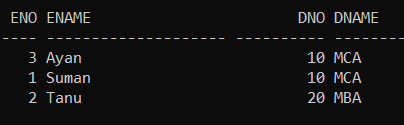 ENO ENAME DNO DNAME
---- -------------------- ---------- --------
3 Ayan 10 MCA
1 Suman 10 MCA
2 Tanu 20 MBA